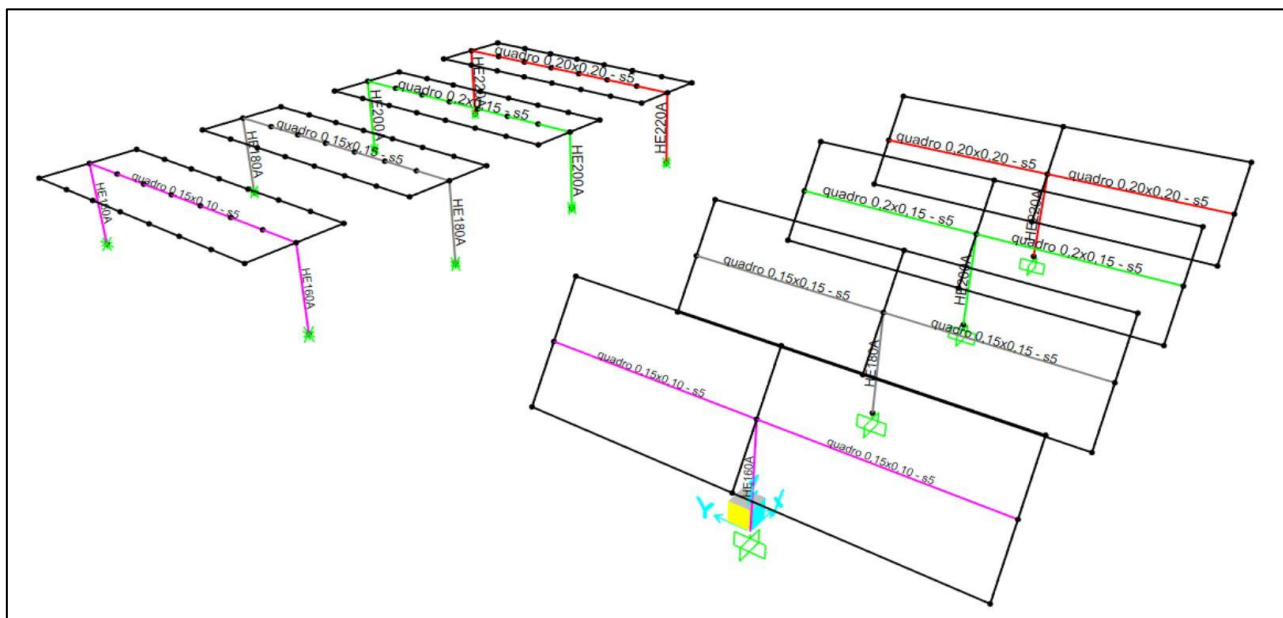 quadro 0,20x0,20 - s5
HE220A
HE220A
quadro 0,2x0,15 - s5
HE200A
HE200A
quadro 0,15x0,15 - s5
HE180A
HE180A
quadro 0,15x0,10 - s5
HE160A
HE160A
quadro 0,20x0,20 - s5
quadro 0,20x0,20 - s5
HE220A
quadro 0,2x0,15 - s5
quadro 0,2x0,15 - s5
HE200A
quadro 0,15x0,15 - s5
quadro 0,15x0,15 - s5
HE180A
quadro 0,15x0,10 - s5
quadro 0,15x0,10 - s5
HE160A
Y
X